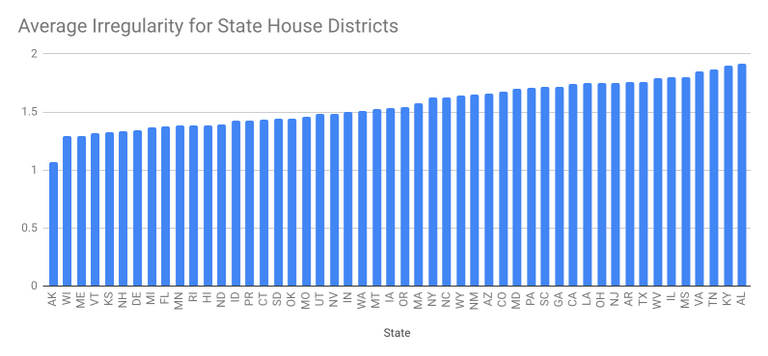 Average Irregularity for State House Districts
2
1.5
1
0.5
0
AK WI ME VT KS NH DE MI FL MN RI HI ND ID PR CT SD OK MO UT NV IN WA MT IA OR MA NY NC WY NM AZ CO MD PA SC GA CA LA OH NJ AR TX WV IL MS VA TN KY AL
State